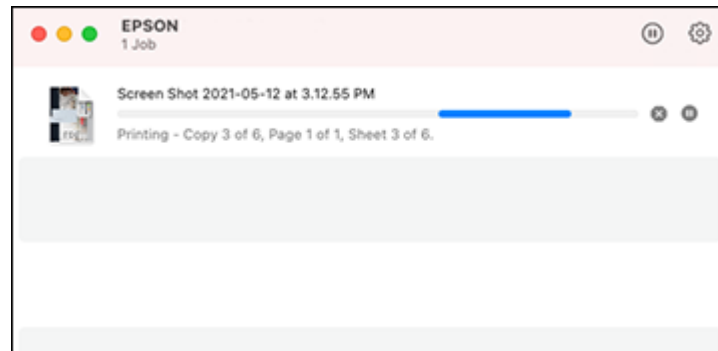 EPSON
1 Job
Screen Shot 2021-05-12 at 3.12.55 PM
Printing - Copy 3 of 6, Page 1 of 1, Sheet 3 of 6.